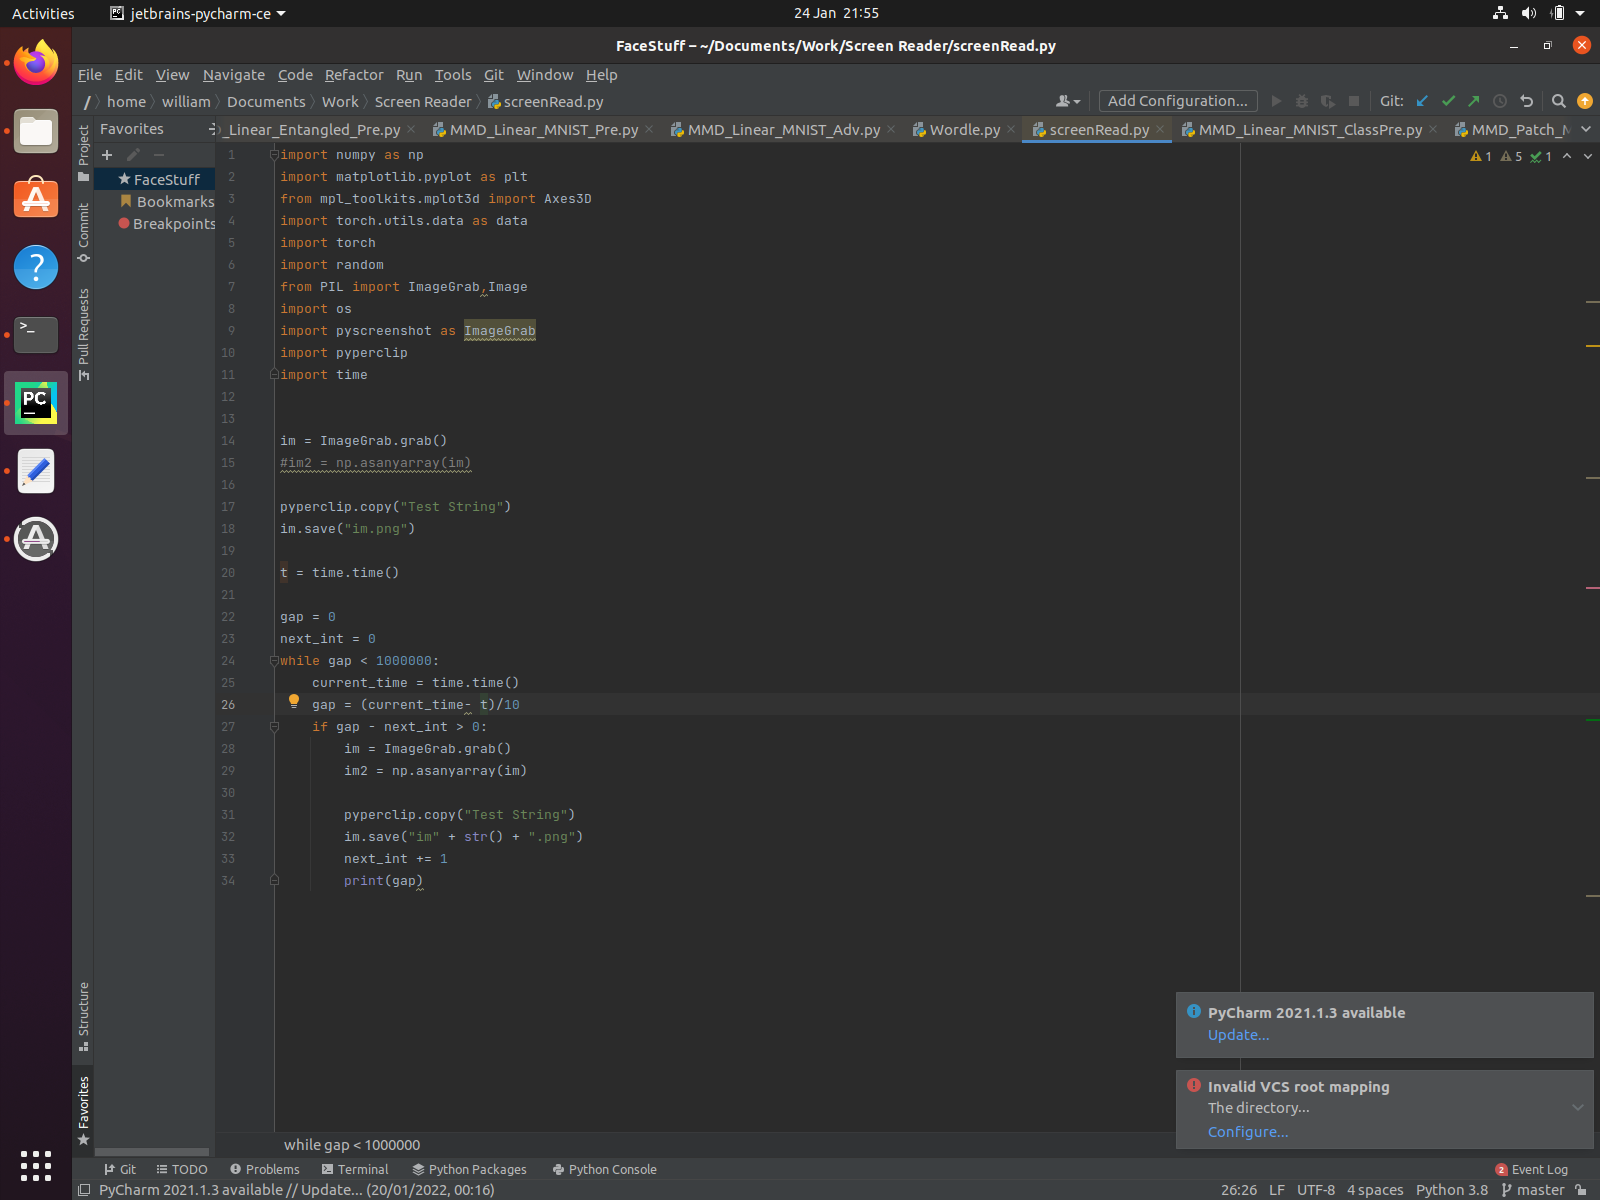 Activities jetbrains-pycharm-ce 24 Jan 21:55
FaceStuff – ~/Documents/Work/Screen Reader/screenRead.py
File Edit View Navigate Code Refactor Run Tools Git Window Help
/ home william Documents Work Screen Reader screenRead.py Add Configuration... Git:
Favorites _Linear_Entangled_Pre.py MMD_Linear_MNIST_Pre.py MMD_Linear_MNIST_Adv.py Wordle.py screenRead.py MMD_Linear_MNIST_ClassPre.py MMD_Patch_M
FaceStuff
Bookmarks
Breakpoints
Project
Commit
Pull Requests
Structure
Favorites
1 5 1
1 import numpy as np
2 import matplotlib.pyplot as plt
3 from mpl_toolkits.mplot3d import Axes3D
4 import torch.utils.data as data
5 import torch
6 import random
7 from PIL import ImageGrab,Image
8 import os
9 import pyscreenshot as ImageGrab
10 import pyperclip
11 import time
12
13
14 im = ImageGrab.grab()
15 #im2 = np.asanyarray(im)
16
17 pyperclip.copy("Test String")
18 im.save("im.png")
19
20 t = time.time()
21
22 gap = 0
23 next_int = 0
24 while gap < 1000000:
25 current_time = time.time()
26 gap = (current_time- t)/10
27 if gap - next_int > 0:
28 im = ImageGrab.grab()
29 im2 = np.asanyarray(im)
30
31 pyperclip.copy("Test String")
32 im.save("im" + str() + ".png")
33 next_int += 1
34 print(gap)
PyCharm 2021.1.3 available
Update...
Invalid VCS root mapping
The directory...
Configure...
while gap < 1000000
Git TODO Problems Terminal Python Packages Python Console 2 Event Log
PyCharm 2021.1.3 available // Update... (20/01/2022, 00:16) 26:26 LF UTF-8 4 spaces Python 3.8 master